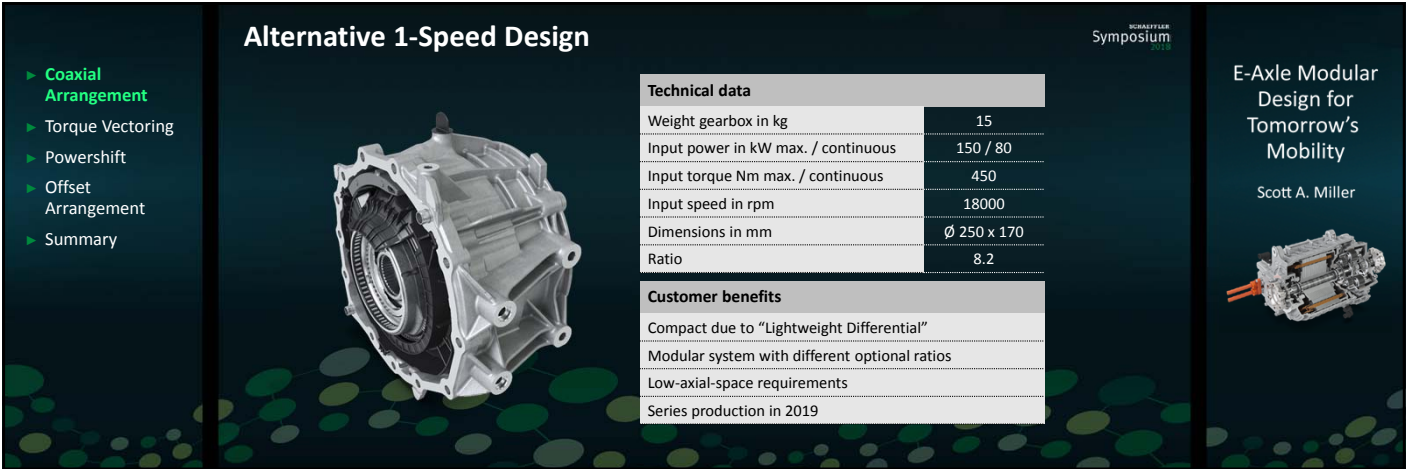 Alternative 1-Speed Design
SCHAEFFLER
Symposium
2018
► Coaxial
Arrangement
► Torque Vectoring
► Powershift
► Offset
Arrangement
► Summary
Technical data
Weight gearbox in kg 15
Input power in kW max. / continuous 150 / 80
Input torque Nm max. / continuous 450
Input speed in rpm 18000
Dimensions in mm Ø 250 x 170
Ratio 8.2
Customer benefits
Compact due to “Lightweight Differential”
Modular system with different optional ratios
Low-axial-space requirements
Series production in 2019
E-Axle Modular
Design for
Tomorrow’s
Mobility
Scott A. Miller